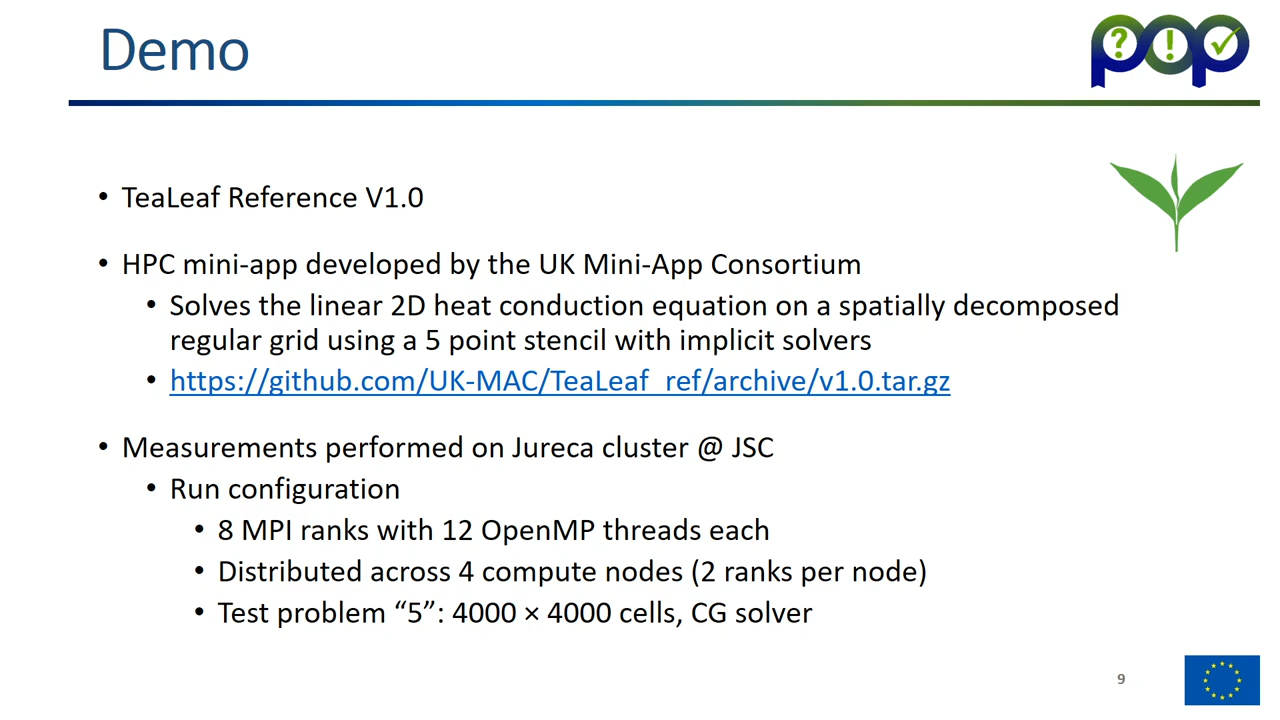 Demo
pop
• TeaLeaf Reference V1.0
• HPC mini-app developed by the UK Mini-App Consortium
• Solves the linear 2D heat conduction equation on a spatially decomposed
regular grid using a 5 point stencil with implicit solvers
• https://github.com/UK-MAC/TeaLeaf_ref/archive/v1.0.tar.gz
• Measurements performed on Jureca cluster @ JSC
• Run configuration
• 8 MPI ranks with 12 OpenMP threads each
• Distributed across 4 compute nodes (2 ranks per node)
• Test problem “5”: 4000 × 4000 cells, CG solver
9